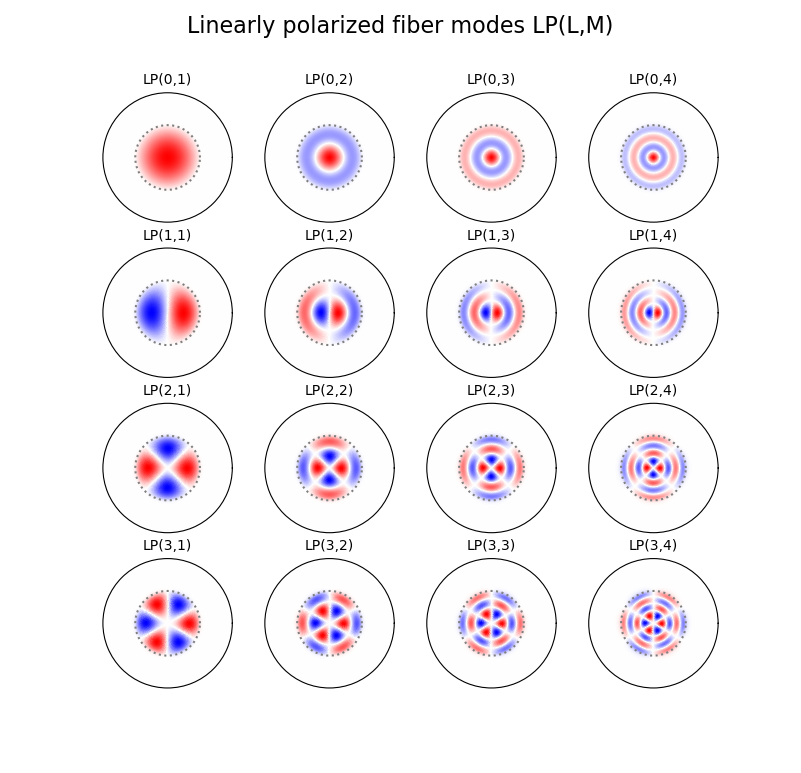 Linearly polarized fiber modes LP(L,M)
LP(0,1) LP(0,2) LP(0,3) LP(0,4)
LP(1,1) LP(1,2) LP(1,3) LP(1,4)
LP(2,1) LP(2,2) LP(2,3) LP(2,4)
LP(3,1) LP(3,2) LP(3,3) LP(3,4)